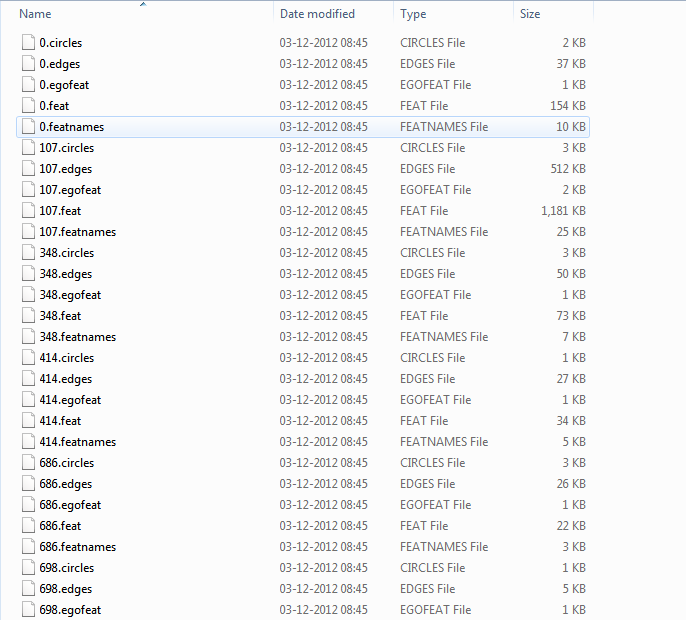 Name Date modified Type Size
0.circles 03-12-2012 08:45 CIRCLES File 2 KB
0.edges 03-12-2012 08:45 EDGES File 37 KB
0.egofeat 03-12-2012 08:45 EGOFEAT File 1 KB
0.feat 03-12-2012 08:45 FEAT File 154 KB
0.featnames 03-12-2012 08:45 FEATNAMES File 10 KB
107.circles 03-12-2012 08:45 CIRCLES File 3 KB
107.edges 03-12-2012 08:45 EDGES File 512 KB
107.egofeat 03-12-2012 08:45 EGOFEAT File 2 KB
107.feat 03-12-2012 08:45 FEAT File 1,181 KB
107.featnames 03-12-2012 08:45 FEATNAMES File 25 KB
348.circles 03-12-2012 08:45 CIRCLES File 3 KB
348.edges 03-12-2012 08:45 EDGES File 50 KB
348.egofeat 03-12-2012 08:45 EGOFEAT File 1 KB
348.feat 03-12-2012 08:45 FEAT File 73 KB
348.featnames 03-12-2012 08:45 FEATNAMES File 7 KB
414.circles 03-12-2012 08:45 CIRCLES File 1 KB
414.edges 03-12-2012 08:45 EDGES File 27 KB
414.egofeat 03-12-2012 08:45 EGOFEAT File 1 KB
414.feat 03-12-2012 08:45 FEAT File 34 KB
414.featnames 03-12-2012 08:45 FEATNAMES File 5 KB
686.circles 03-12-2012 08:45 CIRCLES File 3 KB
686.edges 03-12-2012 08:45 EDGES File 26 KB
686.egofeat 03-12-2012 08:45 EGOFEAT File 1 KB
686.feat 03-12-2012 08:45 FEAT File 22 KB
686.featnames 03-12-2012 08:45 FEATNAMES File 3 KB
698.circles 03-12-2012 08:45 CIRCLES File 1 KB
698.edges 03-12-2012 08:45 EDGES File 5 KB
698.egofeat 03-12-2012 08:45 EGOFEAT File 1 KB